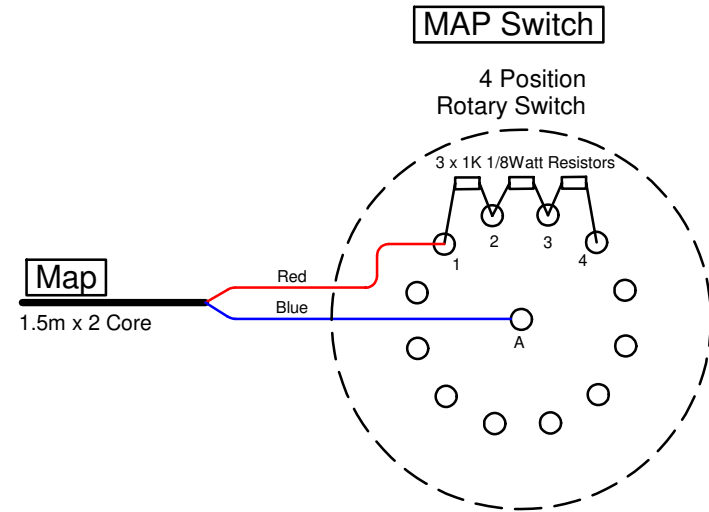 MAP Switch
4 Position
Rotary Switch
3 x 1K 1/8Watt Resistors
1
2
3
4
Map
Red
Blue
1.5m x 2 Core
A